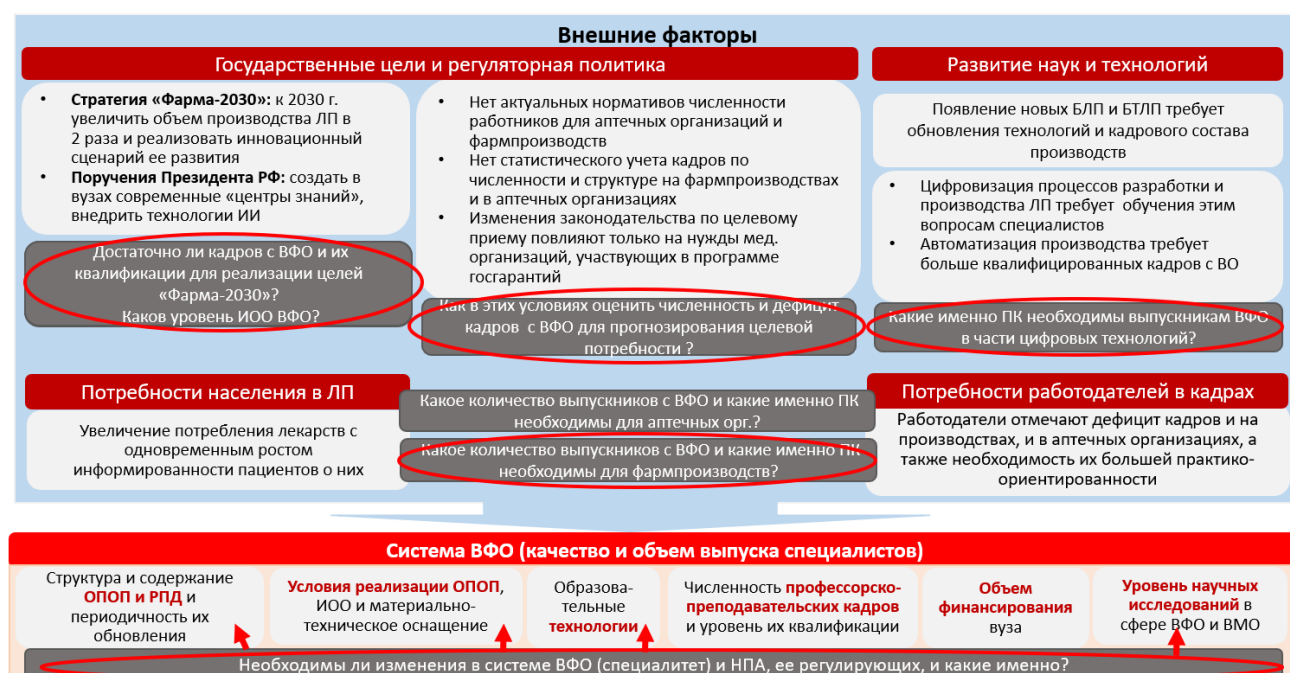 Внешние факторы
Государственные цели и регуляторная политика
• Стратегия «Фарма-2030»: к 2030 г.
увеличить объем производства ЛП в
2 раза и реализовать инновационный
сценарий ее развития
• Поручения Президента РФ: создать в
вузах современные «центры знаний»,
внедрить технологии ИИ
Достаточно ли кадров с ВФО и их
квалификации для реализации целей
«Фарма-2030»?
Каков уровень ИОО ВФО?
• Нет актуальных нормативов численности
работников для аптечных организаций и
фармпроизводств
• Нет статистического учета кадров по
численности и структуре на фармпроизводствах
и в аптечных организациях
• Изменения законодательства по целевому
приему повлияют только на нужды мед.
организаций, участвующих в программе
госгарантий
Как в этих условиях оценить численность и дефицит
кадров с ВФО для прогнозирования целевой
потребности ?
Развитие наук и технологий
Появление новых БЛП и БТЛП требует
обновления технологий и кадрового состава
производств
• Цифровизация процессов разработки и
производства ЛП требует обучения этим
вопросам специалистов
• Автоматизация производства требует
больше квалифицированных кадров с ВО
Какие именно ПК необходимы выпускникам ВФО
в части цифровых технологий?
Потребности населения в ЛП
Увеличение потребления лекарств с
одновременным ростом
информированности пациентов о них
Какое количество выпускников с ВФО и какие именно ПК
необходимы для аптечных орг.?
Какое количество выпускников с ВФО и какие именно ПК
необходимы для фармпроизводств?
Потребности работодателей в кадрах
Работодатели отмечают дефицит кадров и на
производствах, и в аптечных организациях, а
также необходимость их большей практико-
ориентированности
Система ВФО (качество и объем выпуска специалистов)
Структура и содержание
ОПОП и РПД и
периодичность их
обновления
Условия реализации ОПОП,
ИОО и материально-
техническое оснащение
Образова-
тельные
технологии
Численность профессорско-
преподавательских кадров
и уровень их квалификации
Объем
финансирования
вуза
Уровень научных
исследований в
сфере ВФО и ВМО
Необходимы ли изменения в системе ВФО (специалитет) и НПА, ее регулирующих, и какие именно?